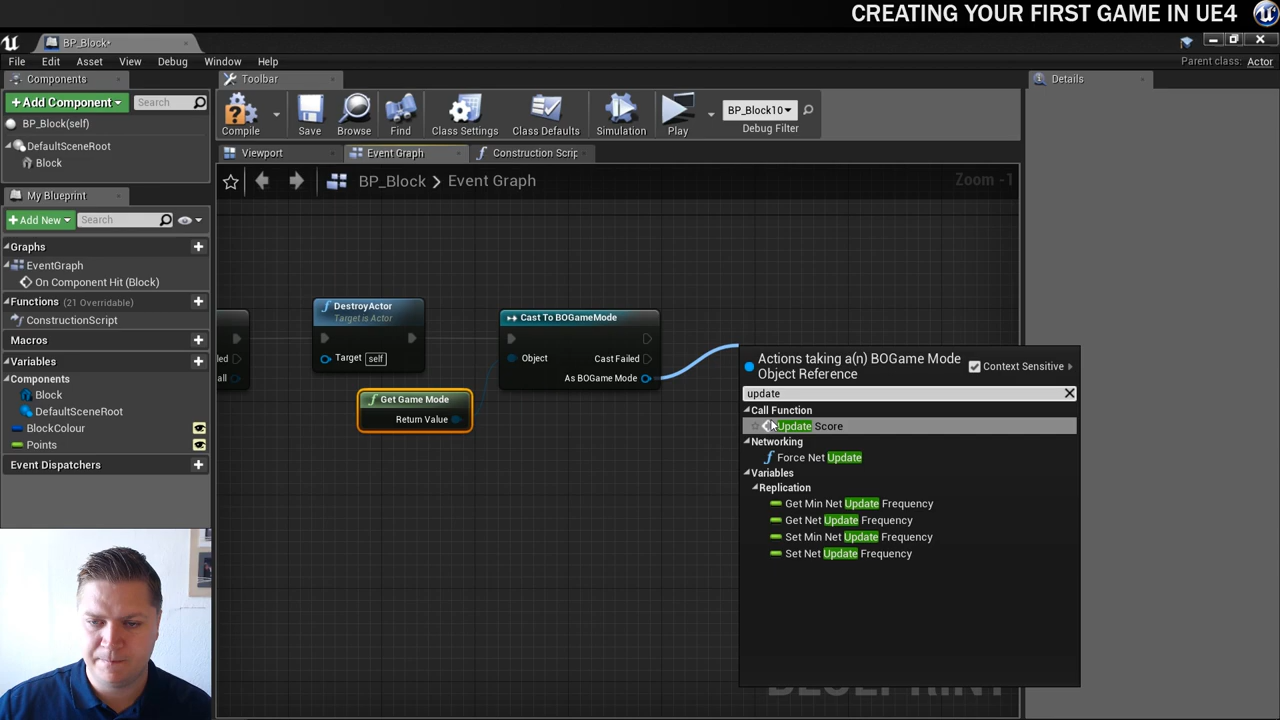 CREATING YOUR FIRST GAME IN UE4
BP_Block*
File Edit Asset View Debug Window Help
Parent class: Actor
Components
Toolbar
Details
Add Component
Search
BP_Block(self)
DefaultSceneRoot
Block
Compile
Save
Browse
Find
Class Settings
Class Defaults
Simulation
Play
BP_Block10
Debug Filter
Viewport
Event Graph
Construction Scrip
BP_Block > Event Graph
Zoom -1
My Blueprint
Add New
Search
Graphs
EventGraph
On Component Hit (Block)
Functions (21 Overridable)
ConstructionScript
Macros
Variables
Components
Block
DefaultSceneRoot
BlockColour
Points
Event Dispatchers
DestroyActor
Target is Actor
Target self
Get Game Mode
Return Value
Cast To BOGameMode
Object
Cast Failed
As BOGame Mode
Actions taking a(n) BOGame Mode
Object Reference
Context Sensitive
update
Call Function
Update Score
Networking
Force Net Update
Variables
Replication
Get Min Net Update Frequency
Get Net Update Frequency
Set Min Net Update Frequency
Set Net Update Frequency